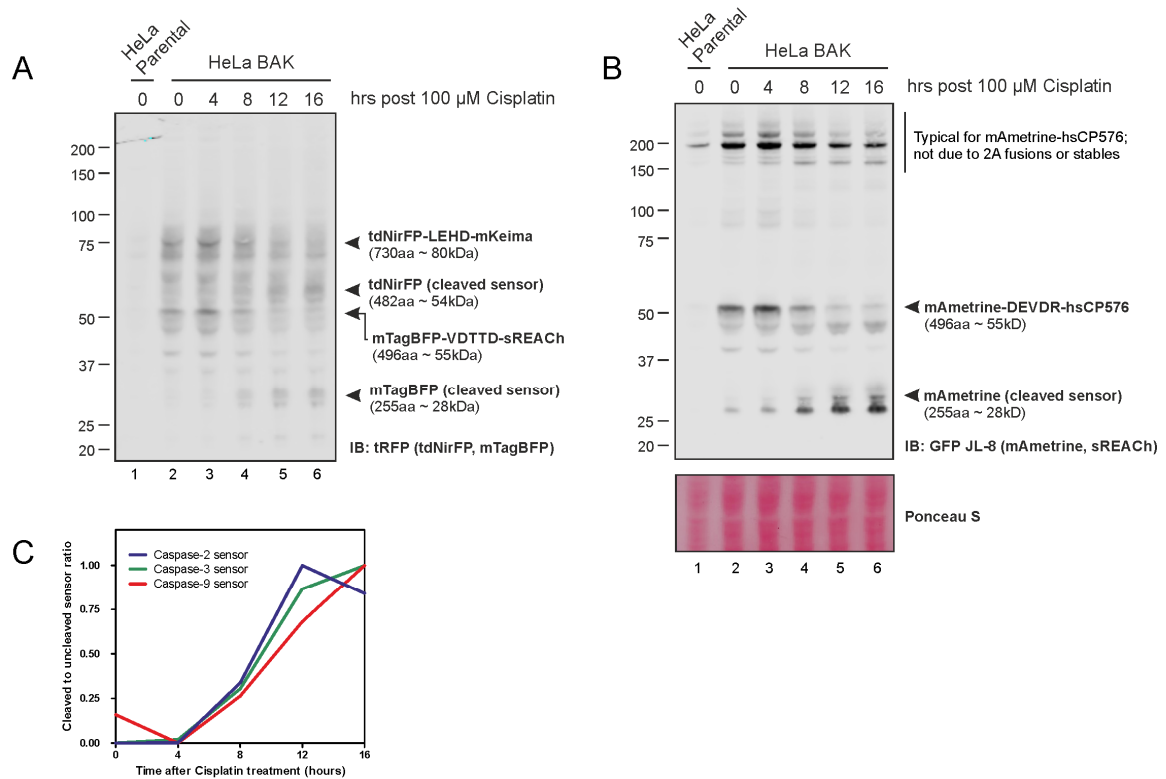 A
HeLa
Parental
HeLa BAK
0 0 4 8 12 16 hrs post 100 µM Cisplatin
200
150
100
75
50
37
25
20
tdNirFP-LEHD-mKeima
(730aa ~ 80kDa)
tdNirFP (cleaved sensor)
(482aa ~ 54kDa)
mTagBFP-VDTTD-sREACh
(496aa ~ 55kDa)
mTagBFP (cleaved sensor)
(255aa ~ 28kDa)
IB: tRFP (tdNirFP, mTagBFP)
1 2 3 4 5 6
B
HeLa
Parental
HeLa BAK
0 0 4 8 12 16 hrs post 100 µM Cisplatin
200
150
100
75
50
37
25
20
Typical for mAmetrine-hsCP576;
not due to 2A fusions or stables
mAmetrine-DEVDR-hsCP576
(496aa ~ 55kD)
mAmetrine (cleaved sensor)
(255aa ~ 28kD)
IB: GFP JL-8 (mAmetrine, sREACh)
Ponceau S
1 2 3 4 5 6
C
Cleaved to uncleaved sensor ratio
1.00
0.75
0.50
0.25
0.00
Caspase-2 sensor
Caspase-3 sensor
Caspase-9 sensor
0 4 8 12 16
Time after Cisplatin treatment (hours)